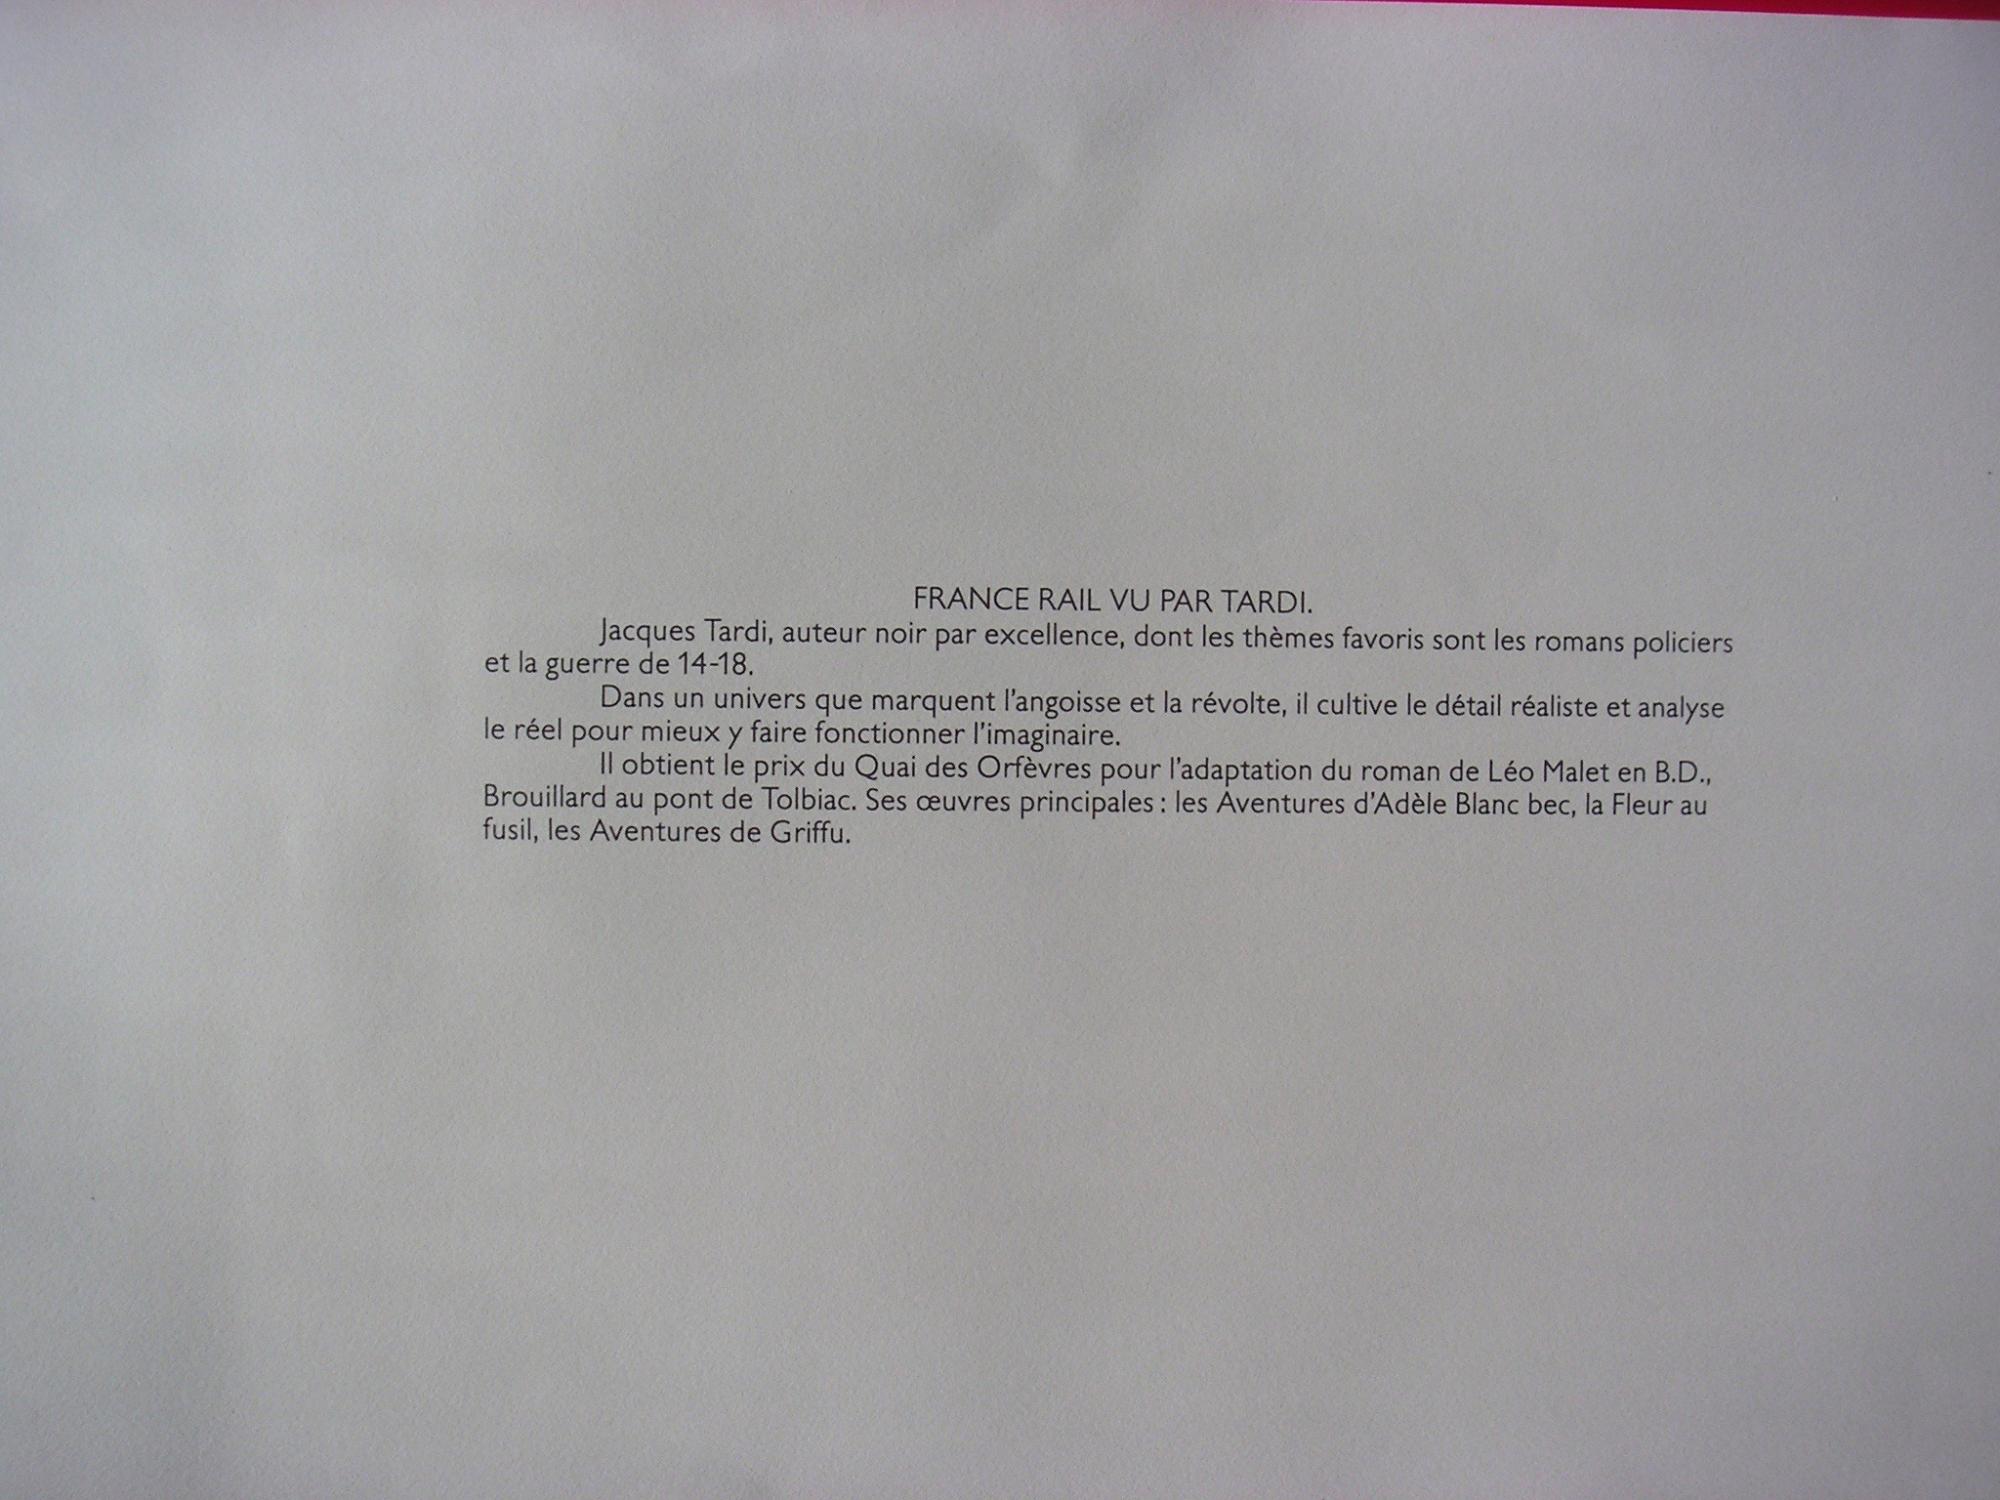 FRANCE RAIL VU PAR TARDI.
Jacques Tardi, auteur noir par excellence, dont les thèmes favoris sont les romans policiers
et la guerre de 14-18.
Dans un univers que marquent l'angoisse et la révolte, il cultive le détail réaliste et analyse
le réel pour mieux y faire fonctionner l'imaginaire.
Il obtient le prix du Quai des Orfèvres pour l'adaptation du roman de Léo Malet en B.D.,
Brouillard au pont de Tolbiac. Ses œuvres principales : les Aventures d'Adèle Blanc bec, la Fleur au
fusil, les Aventures de Griffu.